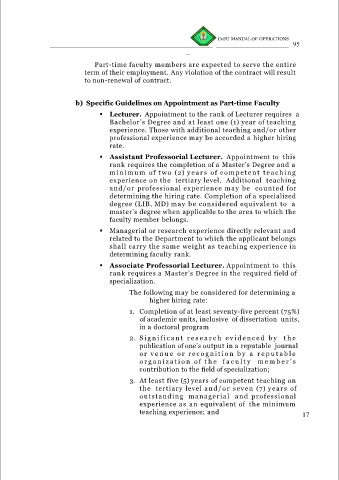 CvSU MANUAL OF OPERATIONS
95
Part-time faculty members are expected to serve the entire
term of their employment. Any violation of the contract will result
to non-renewal of contract.
b) Specific Guidelines on Appointment as Part-time Faculty
• Lecturer. Appointment to the rank of Lecturer requires a
Bachelor's Degree and at least one (1) year of teaching
experience. Those with additional teaching and/or other
professional experience may be accorded a higher hiring
rate.
• Assistant Professorial Lecturer. Appointment to this
rank requires the completion of a Master's Degree and a
minimum of two (2) years of competent teaching
experience on the tertiary level. Additional teaching
and/or professional experience may be counted for
determining the hiring rate. Completion of a specialized
degree (LIB, MD) may be considered equivalent to a
master's degree when applicable to the area to which the
faculty member belongs.
• Managerial or research experience directly relevant and
related to the Department to which the applicant belongs
shall carry the same weight as teaching experience in
determining faculty rank.
• Associate Professorial Lecturer. Appointment to this
rank requires a Master's Degree in the required field of
specialization.
The following may be considered for determining a
higher hiring rate:
1. Completion of at least seventy-five percent (75%)
of academic units, inclusive of dissertation units,
in a doctoral program
2. Significant research evidenced by the
publication of one's output in a reputable journal
or venue or recognition by a reputable
organization of the faculty member's
contribution to the field of specialization;
3. At least five (5) years of competent teaching on
the tertiary level and/or seven (7) years of
outstanding managerial and professional
experience as an equivalent of the minimum
teaching experience; and
17